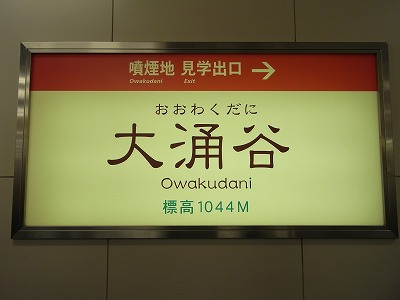 噴煙地 見学出口 →
Owakudani Exit
おおわくだに
大涌谷
Owakudani
標高1044M